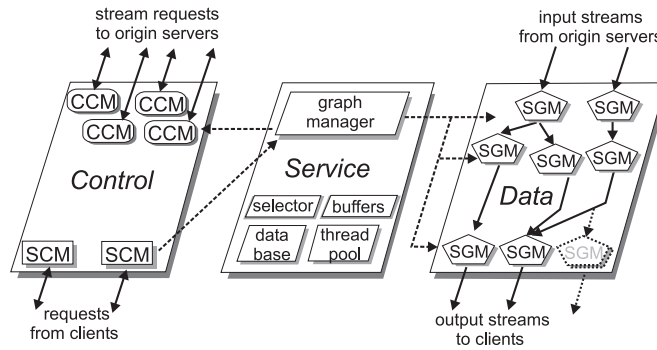 stream requests
to origin servers
input streams
from origin servers
CCM
CCM
CCM
CCM
Control
SCM
SCM
requests
from clients
graph
manager
Service
selector
buffers
data
base
thread
pool
SGM
SGM
SGM
SGM
SGM
Data
SGM
SGM
SGM
output streams
to clients